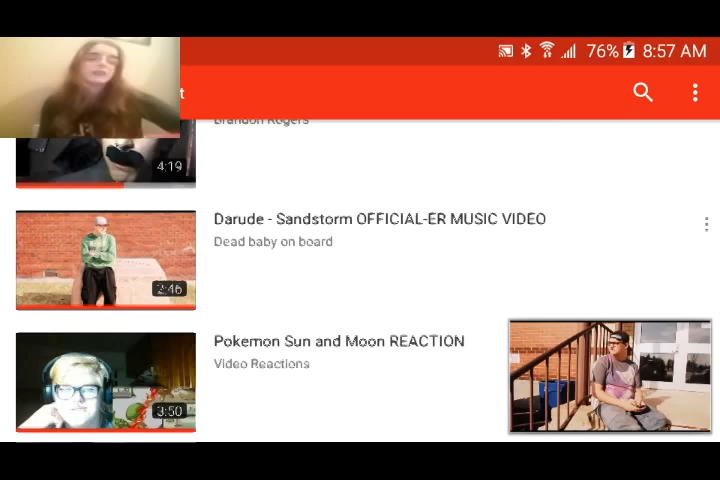 76% 8:57 AM
t
Brandon Rogers
4:19
Darude - Sandstorm OFFICIAL-ER MUSIC VIDEO
Dead baby on board
2:46
Pokemon Sun and Moon REACTION
Video Reactions
3:50